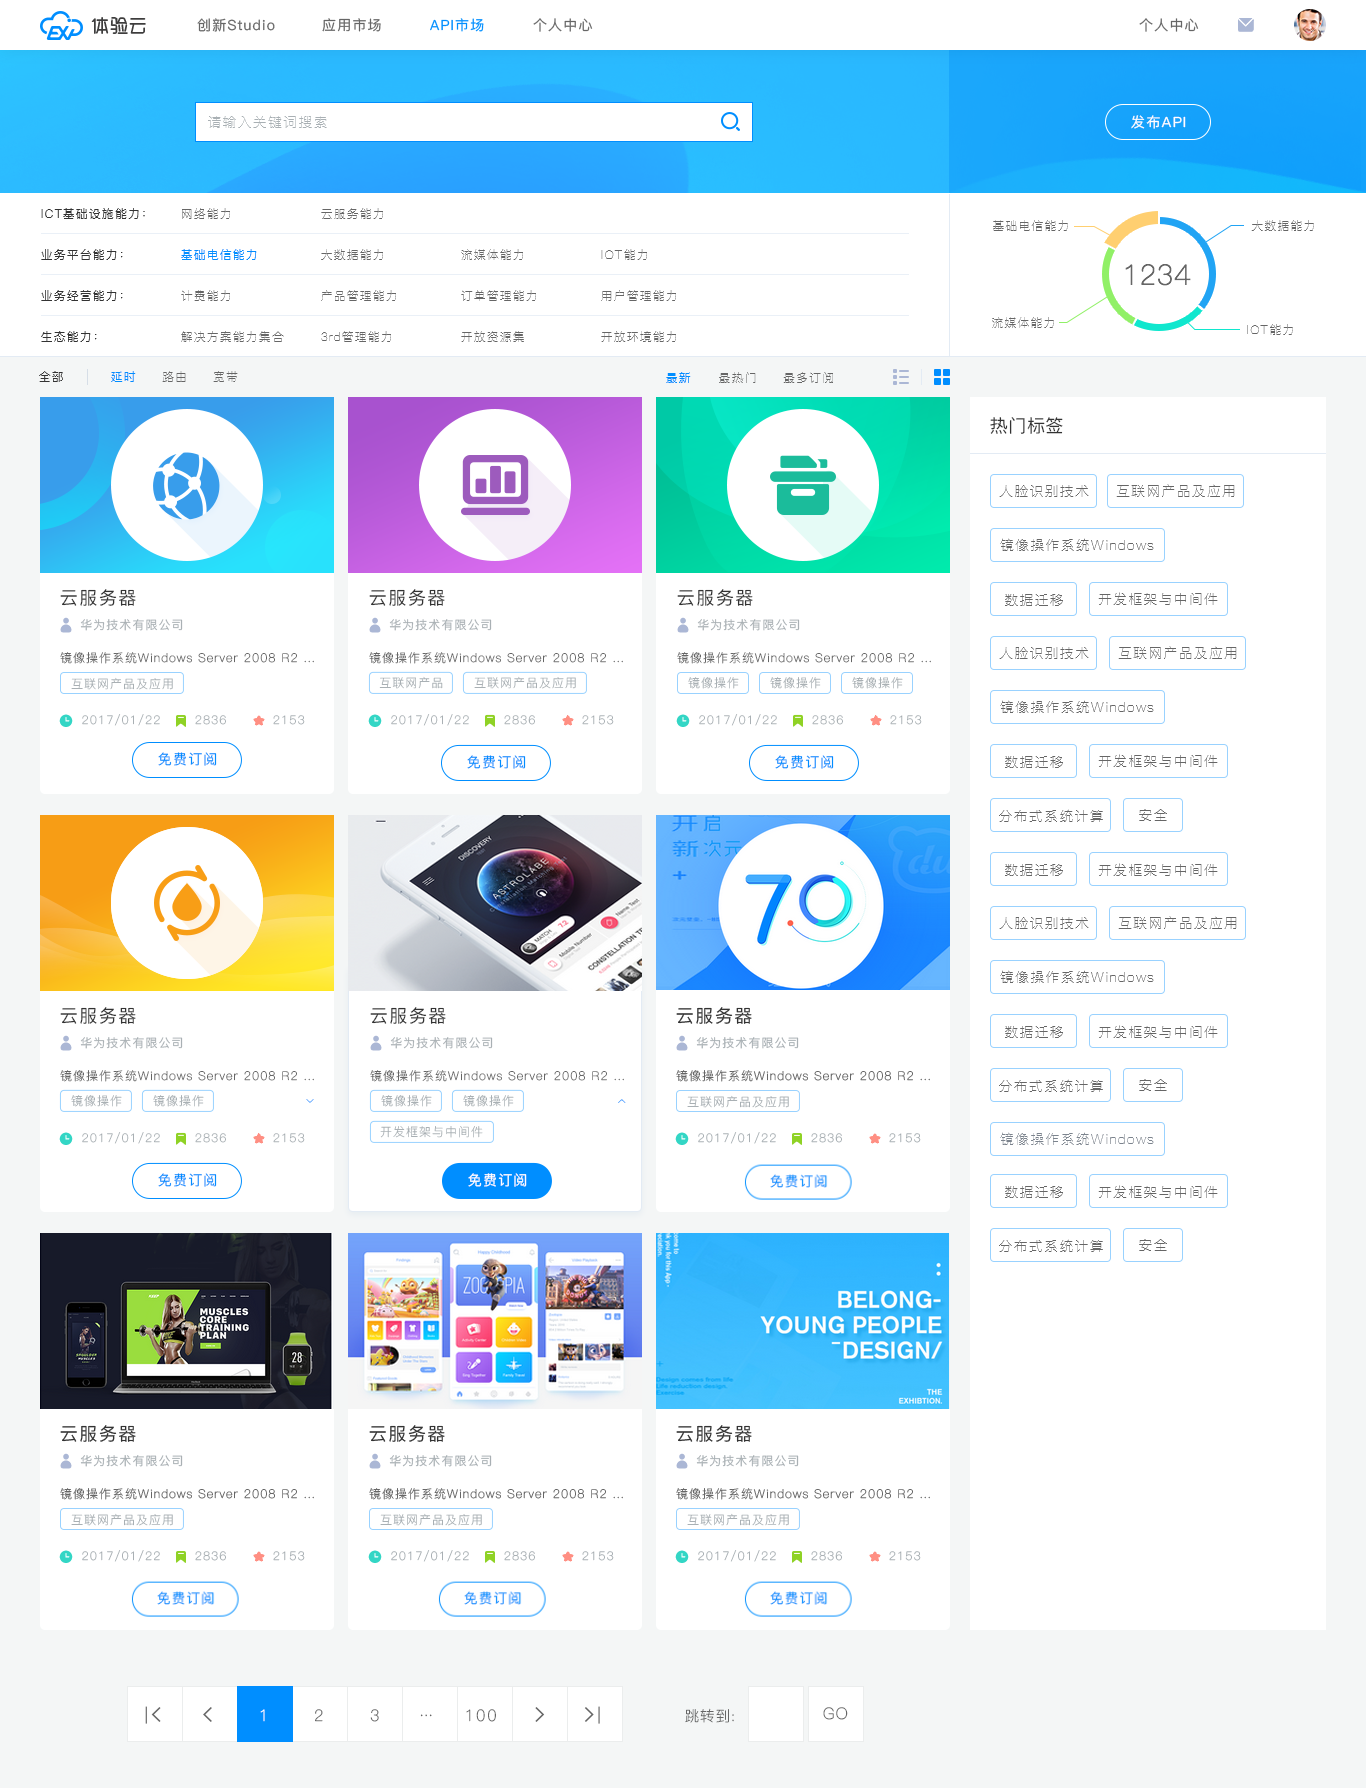 EXP 体验云 创新Studio 应用市场 API市场 个人中心 个人中心
请输入关键词搜索
发布API
ICT基础设施能力: 网络能力 云服务能力
业务平台能力: 基础电信能力 大数据能力 流媒体能力 IOT能力
业务经营能力: 计费能力 产品管理能力 订单管理能力 用户管理能力
生态能力: 解决方案能力集合 3rd管理能力 开放资源集 开放环境能力
基础电信能力 大数据能力
1234
流媒体能力 IOT能力
全部 延时 路由 宽带 最新 最热门 最多订阅
云服务器 云服务器 云服务器
华为技术有限公司 华为技术有限公司 华为技术有限公司
镜像操作系统Windows Server 2008 R2 ... 镜像操作系统Windows Server 2008 R2 ... 镜像操作系统Windows Server 2008 R2 ...
互联网产品及应用 互联网产品 互联网产品及应用 镜像操作 镜像操作 镜像操作
2017/01/22 2836 2153 2017/01/22 2836 2153 2017/01/22 2836 2153
免费订阅 免费订阅 免费订阅
DISCOVERY
ASTROLABE
MATCH 72
Name Text
Mobile Number
CONSTELLATION
开启
新次元
+
70
du
云服务器 云服务器 云服务器
华为技术有限公司 华为技术有限公司 华为技术有限公司
镜像操作系统Windows Server 2008 R2 ... 镜像操作系统Windows Server 2008 R2 ... 镜像操作系统Windows Server 2008 R2 ...
镜像操作 镜像操作 镜像操作 镜像操作 互联网产品及应用
开发框架与中间件
2017/01/22 2836 2153 2017/01/22 2836 2153
免费订阅 免费订阅 免费订阅
MUSCLES
CORE
TRAINING
PLAN
28
Happy Childhood
ZOOTOPIA
BELONG-
YOUNG PEOPLE
-DESIGN/
Design comes from life
Life reduction design
Exercise
THE
EXHIBTION.
云服务器 云服务器 云服务器
华为技术有限公司 华为技术有限公司 华为技术有限公司
镜像操作系统Windows Server 2008 R2 ... 镜像操作系统Windows Server 2008 R2 ... 镜像操作系统Windows Server 2008 R2 ...
互联网产品及应用 互联网产品及应用 互联网产品及应用
2017/01/22 2836 2153 2017/01/22 2836 2153 2017/01/22 2836 2153
免费订阅 免费订阅 免费订阅
热门标签
人脸识别技术 互联网产品及应用
镜像操作系统Windows
数据迁移 开发框架与中间件
人脸识别技术 互联网产品及应用
镜像操作系统Windows
数据迁移 开发框架与中间件
分布式系统计算 安全
数据迁移 开发框架与中间件
人脸识别技术 互联网产品及应用
镜像操作系统Windows
数据迁移 开发框架与中间件
分布式系统计算 安全
镜像操作系统Windows
数据迁移 开发框架与中间件
分布式系统计算 安全
1 2 3 ... 100 跳转到: GO